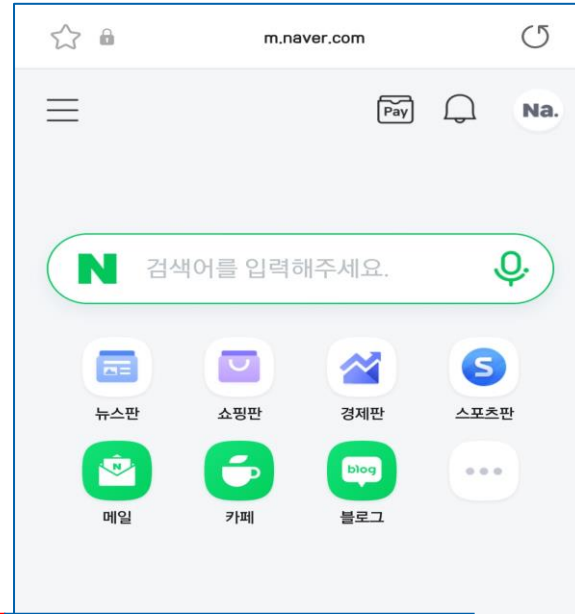 m.naver.com
Pay
Na.
N 검색어를 입력해주세요.
S
뉴스판 쇼핑판 경제판 스포츠판
N blog
메일 카페 블로그